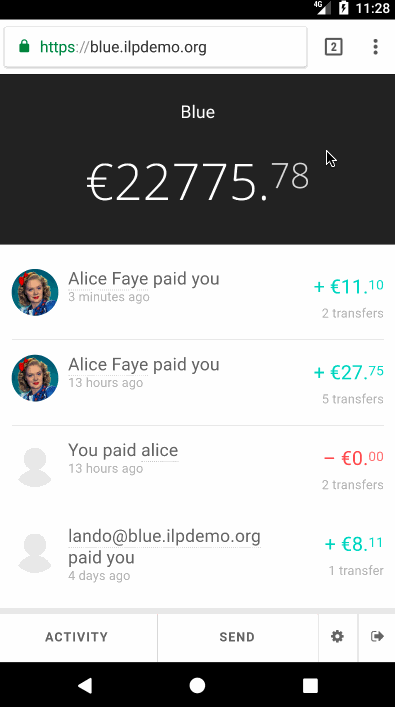 4G 11:28
https://blue.ilpdemo.org 2
Blue
€22775.78
Alice Faye paid you + €11.10
3 minutes ago 2 transfers
Alice Faye paid you + €27.75
13 hours ago 5 transfers
You paid alice − €0.00
13 hours ago 2 transfers
lando@blue.ilpdemo.org + €8.11
paid you
4 days ago 1 transfer
ACTIVITY SEND